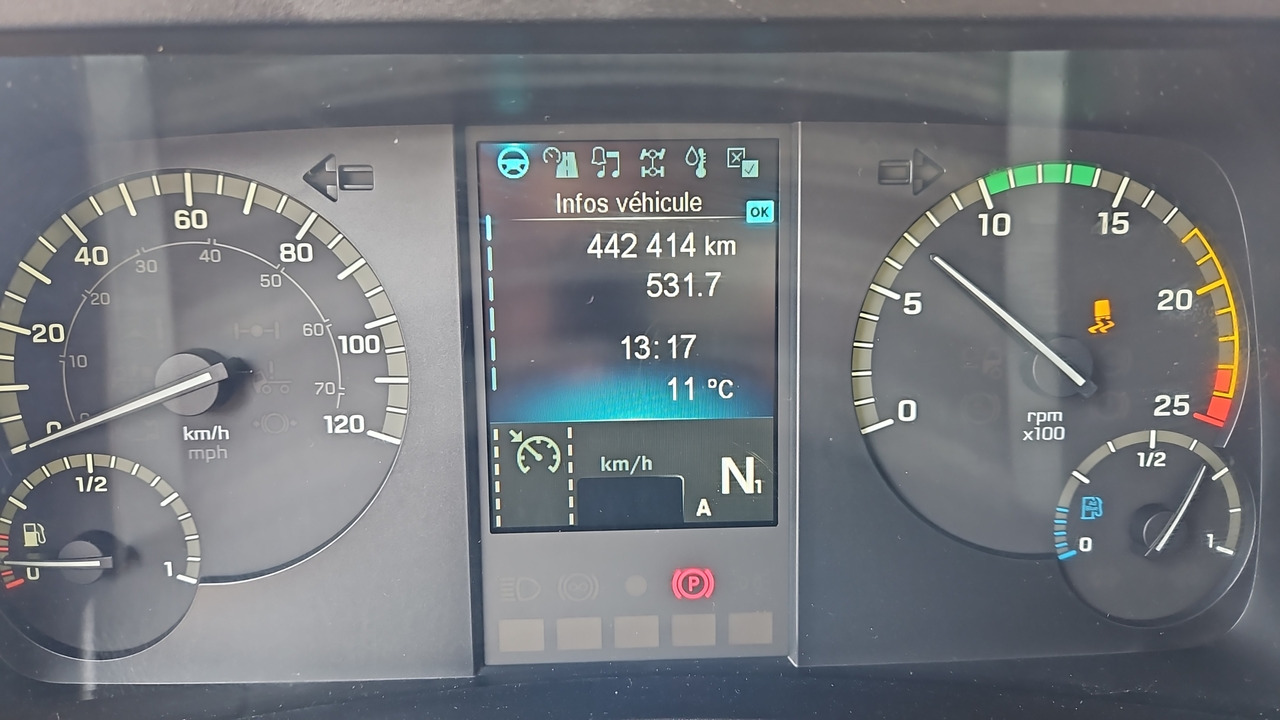 Infos véhicule
OK
442 414 km
531.7
13:17
11 °C
km/h
A N1
0 20 40 60 80 100 120
0 10 20 30 40 50 60 70
km/h
mph
0 1/2 1
0 5 10 15 20 25
rpm
x100
0 1/2 1
P